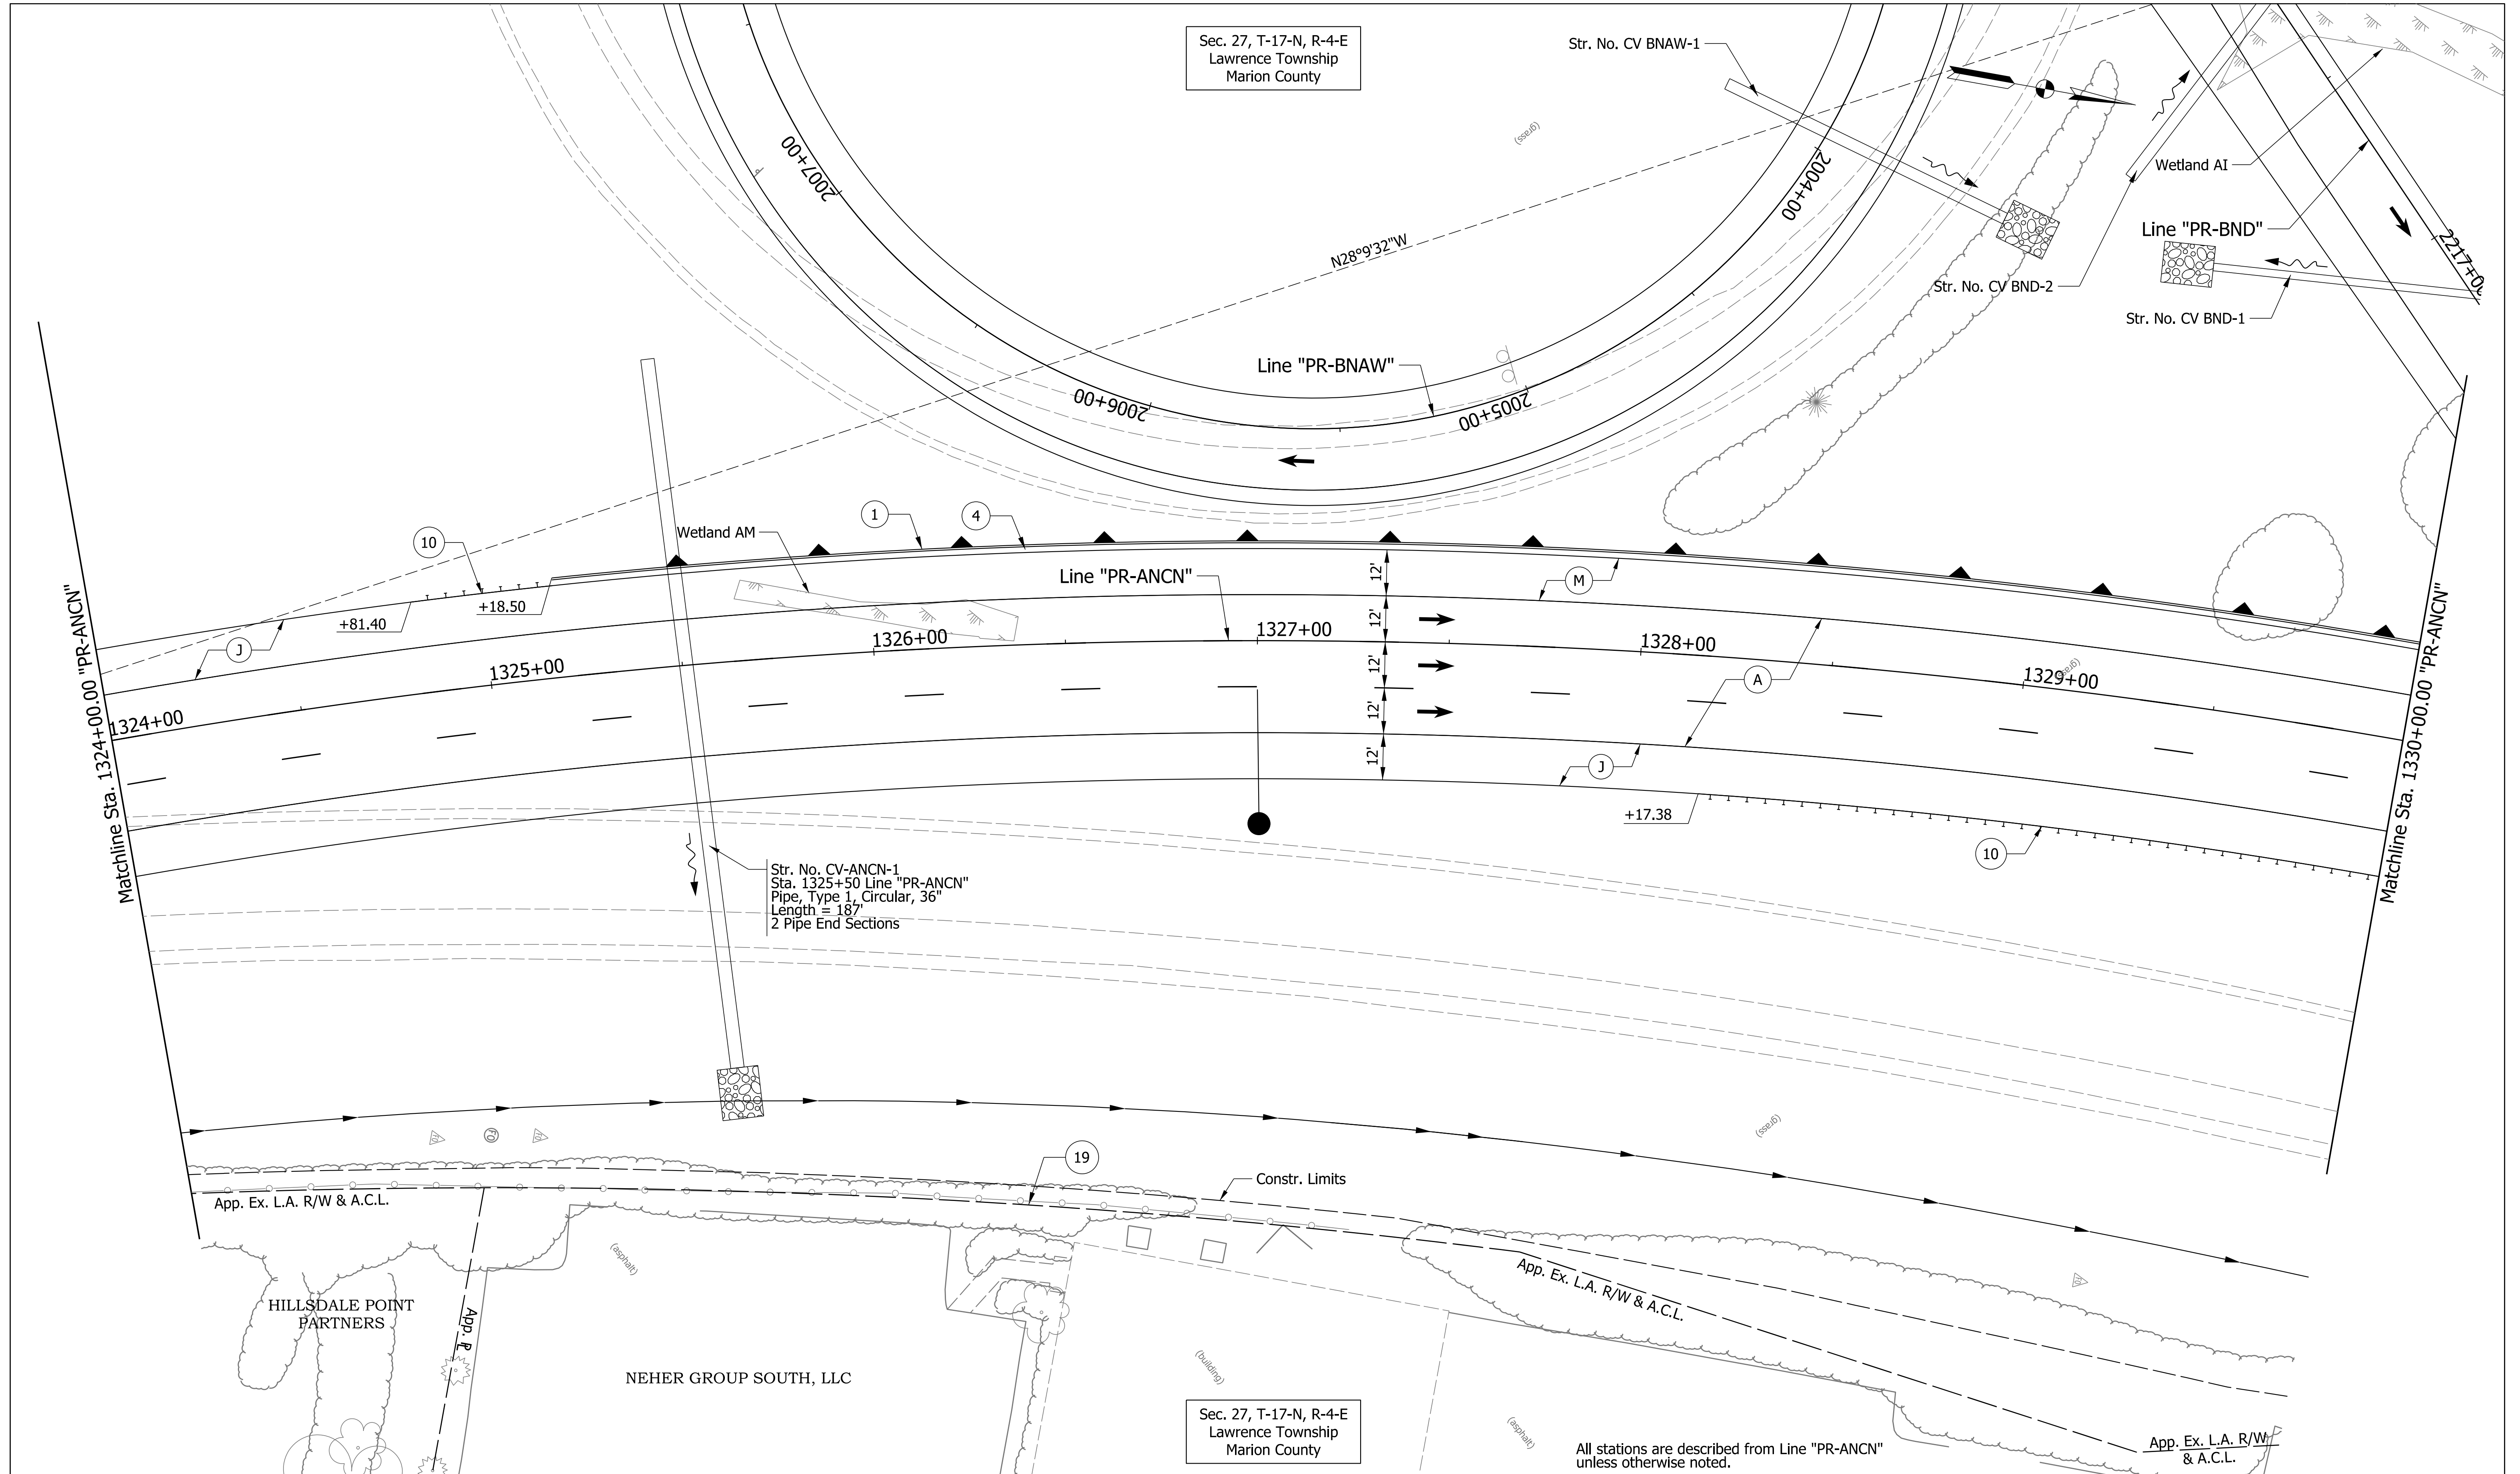 Sec. 27, T-17-N, R-4-E
Lawrence Township
Marion County
Str. No. CV BNAW-1
(grass)
2007+00
2004+00
Wetland AI
Line "PR-BND"
2217+00
N28°9'32"W
Str. No. CV BND-2
Str. No. CV BND-1
Line "PR-BNAW"
2006+00
2005+00
1
4
10
Wetland AM
Line "PR-ANCN"
12'
M
+18.50
+81.40
J
12'
1326+00
1327+00
1328+00
1325+00
12'
A
(grass)
1329+00
1324+00
12'
12'
J
Matchline Sta. 1324+00.00 "PR-ANCN"
Matchline Sta. 1330+00.00 "PR-ANCN"
+17.38
10
Str. No. CV-ANCN-1
Sta. 1325+50 Line "PR-ANCN"
Pipe, Type 1, Circular, 36"
Length = 187'
2 Pipe End Sections
FO
(grass)
19
Constr. Limits
App. Ex. L.A. R/W & A.C.L.
(asphalt)
App. Ex. L.A. R/W & A.C.L.
HILLSDALE POINT
PARTNERS
App. PL
NEHER GROUP SOUTH, LLC
(building)
Sec. 27, T-17-N, R-4-E
Lawrence Township
Marion County
(asphalt)
All stations are described from Line "PR-ANCN"
unless otherwise noted.
App. Ex. L.A. R/W
& A.C.L.